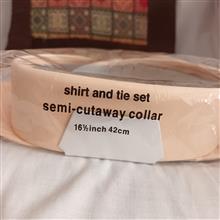 shirt and tie set
semi-cutaway collar
16½inch 42cm